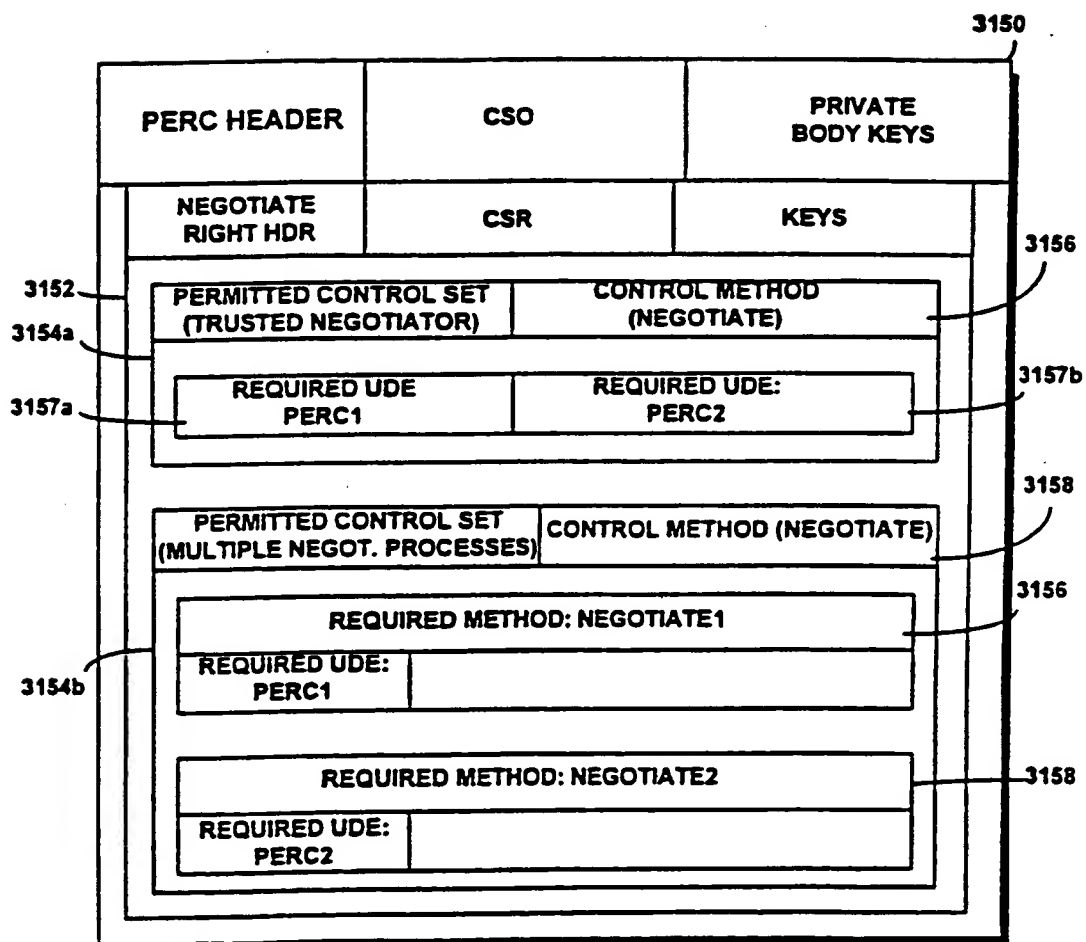 3150
PERC HEADER
CSO
PRIVATE
BODY KEYS
NEGOTIATE
RIGHT HDR
CSR
KEYS
3156
3152
PERMITTED CONTROL SET
(TRUSTED NEGOTIATOR)
CONTROL METHOD
(NEGOTIATE)
3154a
REQUIRED UDE
PERC1
REQUIRED UDE:
PERC2
3157b
3157a
3158
PERMITTED CONTROL SET
(MULTIPLE NEGOT. PROCESSES)
CONTROL METHOD (NEGOTIATE)
3156
REQUIRED METHOD: NEGOTIATE1
REQUIRED UDE:
PERC1
3154b
REQUIRED METHOD: NEGOTIATE2
3158
REQUIRED UDE:
PERC2